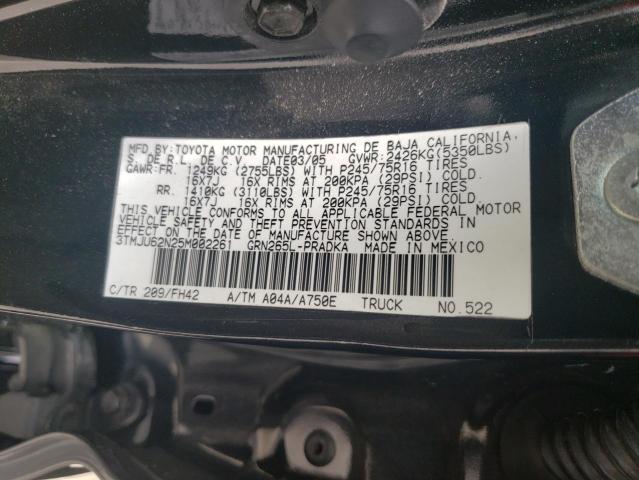 MFD. BY: TOYOTA MOTOR MANUFACTURING DE BAJA CALIFORNIA,
S. DE R.L. DE C.V. DATE03/05 GVWR: 2426KG(5350LBS)
GAWR:FR. 1249KG (2755LBS) WITH P245/75R16 TIRES
16X7J 16X RIMS AT 200KPA (29PSI) COLD.
RR. 1410KG (3110LBS) WITH P245/75R16 TIRES
16X7J 16X RIMS AT 200KPA (29PSI) COLD.
THIS VEHICLE CONFORMS TO ALL APPLICABLE FEDERAL MOTOR
VEHICLE SAFETY AND THEFT PREVENTION STANDARDS IN
EFFECT ON THE DATE OF MANUFACTURE SHOWN ABOVE.
3TMJU62N25M002261 GRN265L-PRADKA MADE IN MEXICO
C/TR 209/FH42 A/TM A04A/A750E TRUCK NO.522